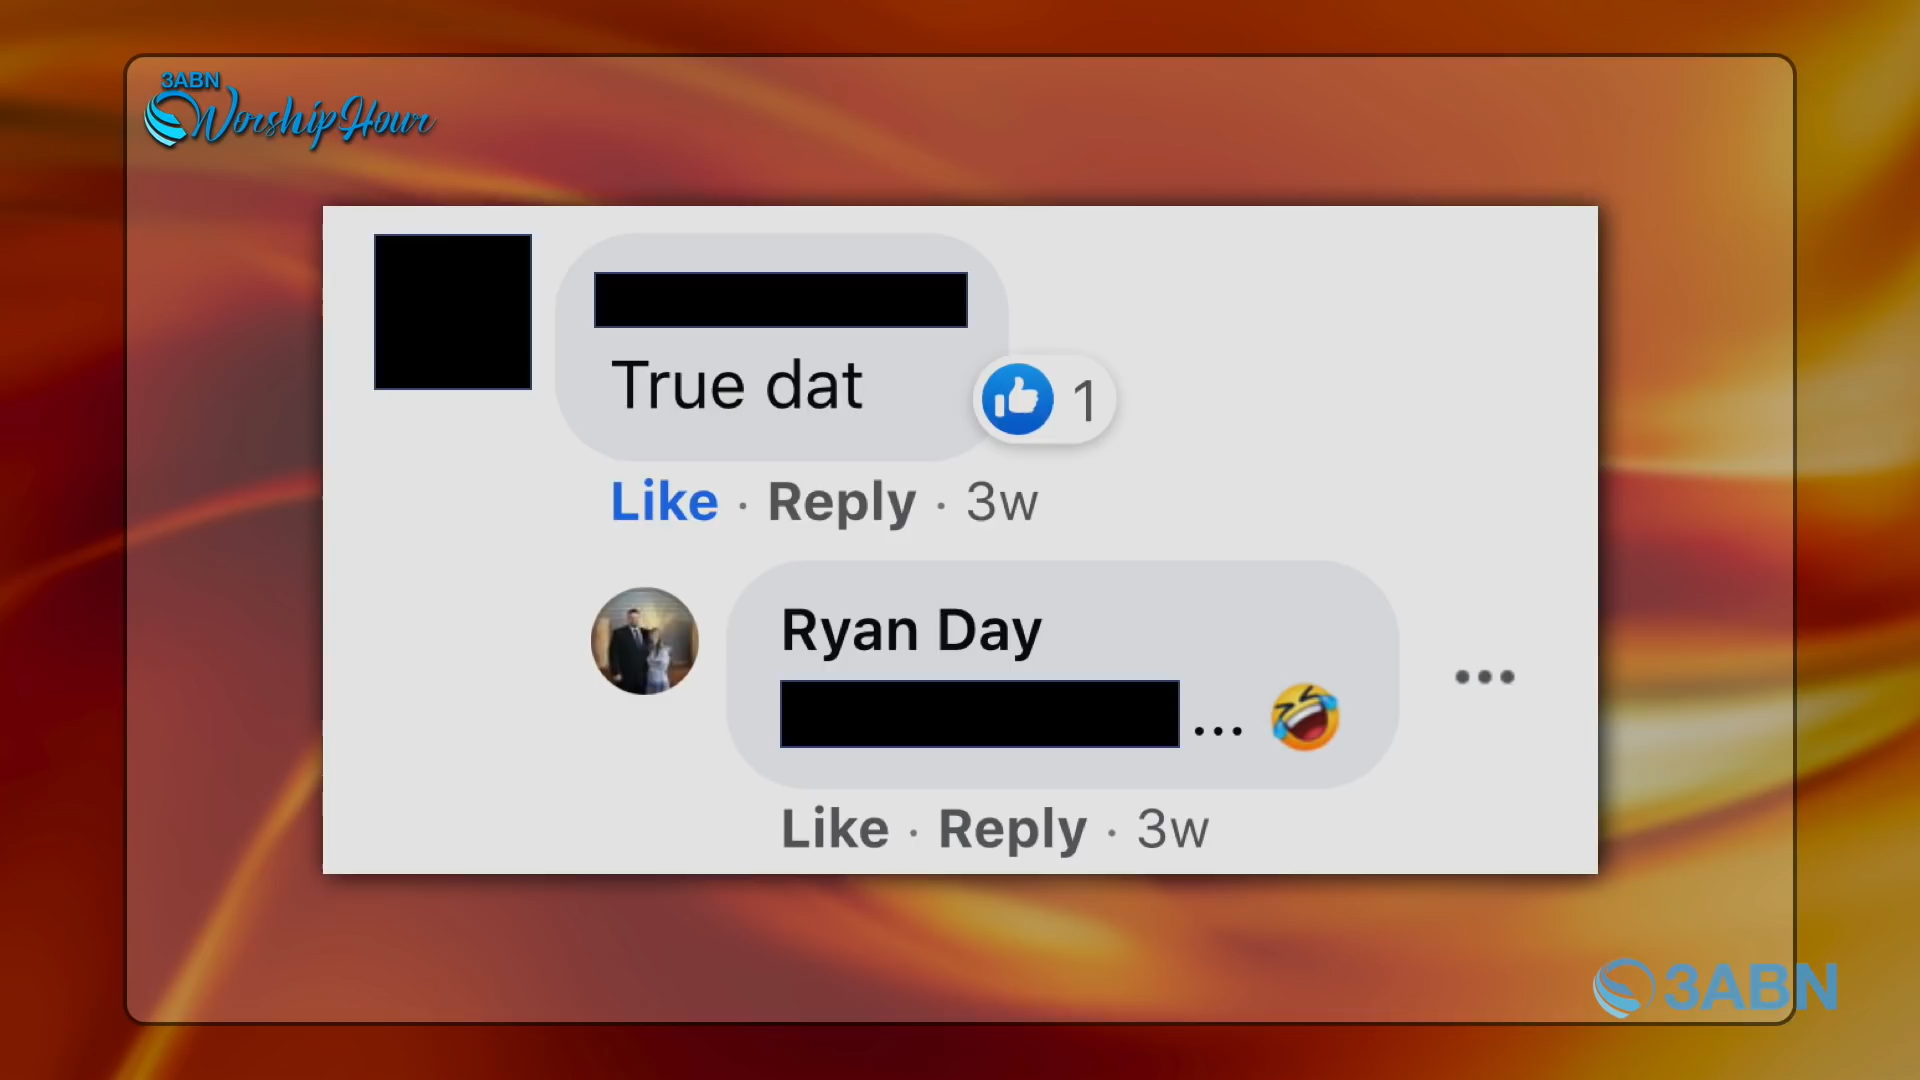 3ABN
Worship Hour
True dat
1
Like · Reply · 3w
Ryan Day
... 🤣
Like · Reply · 3w
3ABN